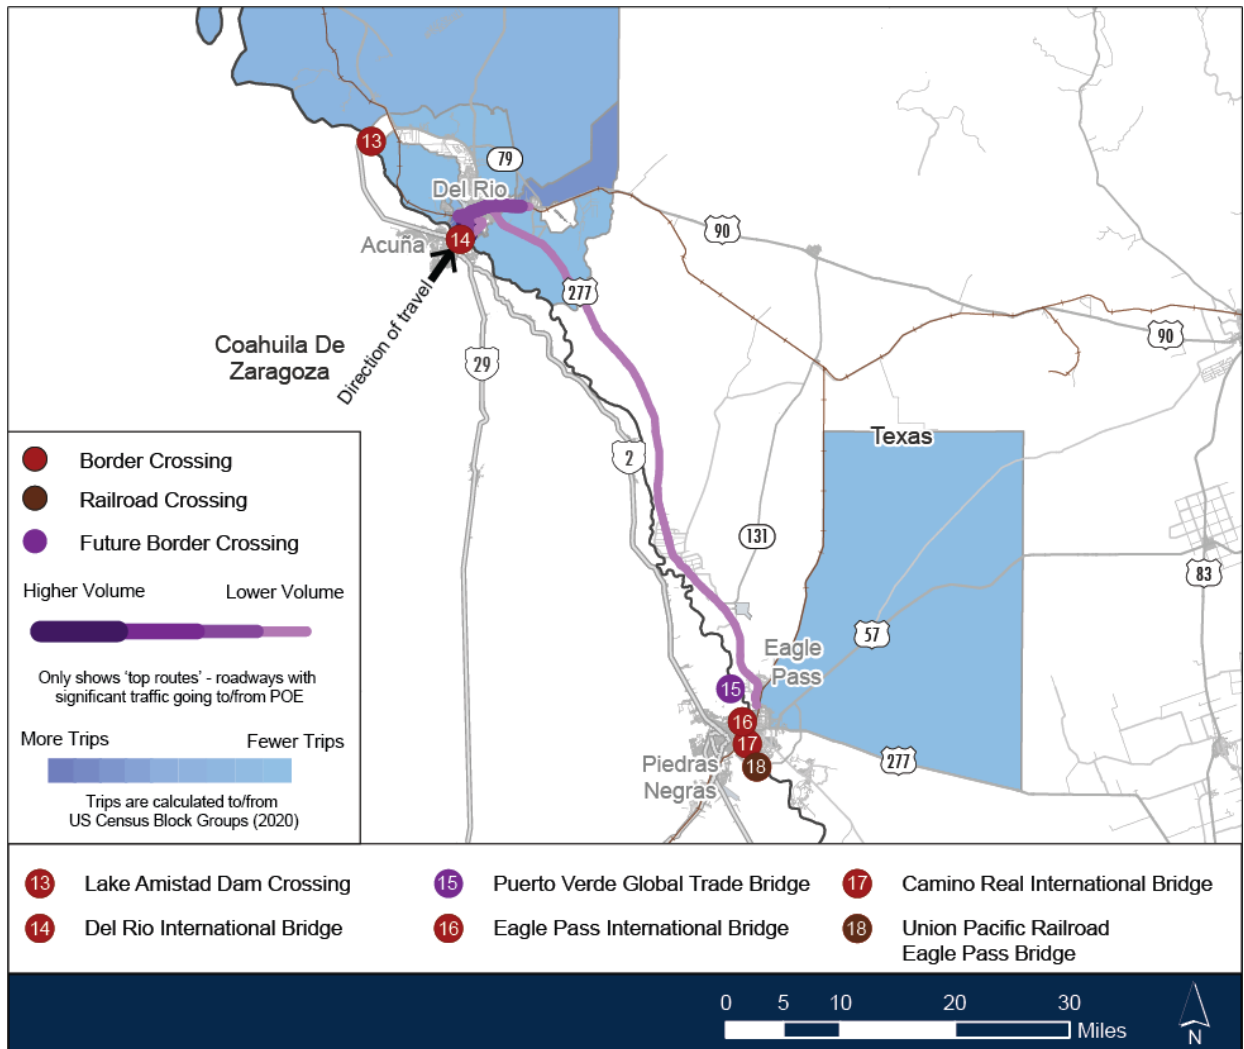 13
79
Del Rio
90
Acuña
14
277
Direction of travel
Coahuila De
Zaragoza
29
90
2
Texas
131
83
57
Eagle
Pass
15
16
17
18
Piedras
Negras
277
Border Crossing
Railroad Crossing
Future Border Crossing
Higher Volume
Lower Volume
Only shows ‘top routes’ - roadways with
significant traffic going to/from POE
More Trips
Fewer Trips
Trips are calculated to/from
US Census Block Groups (2020)
13 Lake Amistad Dam Crossing
14 Del Rio International Bridge
15 Puerto Verde Global Trade Bridge
16 Eagle Pass International Bridge
17 Camino Real International Bridge
18 Union Pacific Railroad
Eagle Pass Bridge
0 5 10 20 30
Miles
N